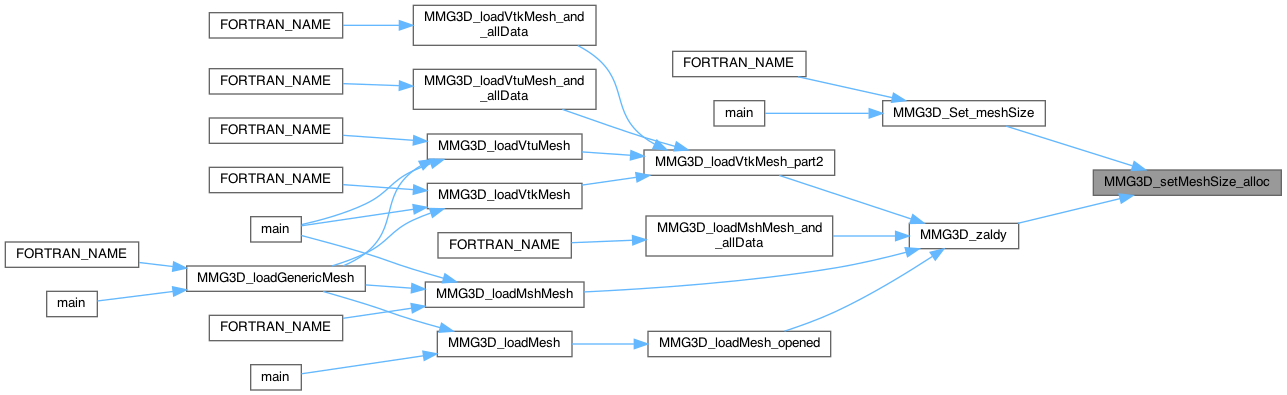 FORTRAN_NAME
MMG3D_loadVtkMesh_and
_allData
FORTRAN_NAME
MMG3D_loadVtuMesh_and
_allData
FORTRAN_NAME
MMG3D_loadVtuMesh
FORTRAN_NAME
MMG3D_loadVtkMesh
main
FORTRAN_NAME
MMG3D_loadMshMesh_and
_allData
FORTRAN_NAME
MMG3D_loadGenericMesh
main
MMG3D_loadMshMesh
FORTRAN_NAME
MMG3D_loadMesh
MMG3D_loadMesh_opened
main
FORTRAN_NAME
main
MMG3D_Set_meshSize
MMG3D_loadVtkMesh_part2
MMG3D_setMeshSize_alloc
MMG3D_zaldy